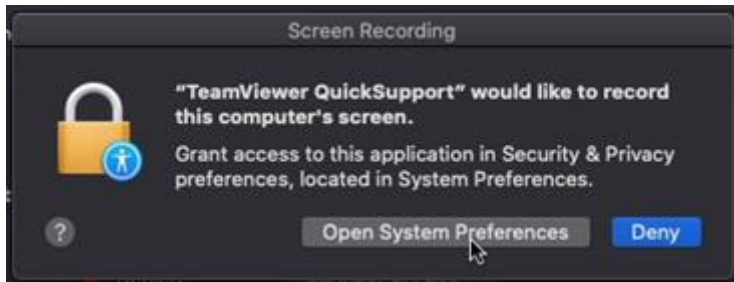 Screen Recording
"TeamViewer QuickSupport" would like to record
this computer's screen.
Grant access to this application in Security & Privacy
preferences, located in System Preferences.
?
Open System Preferences
Deny